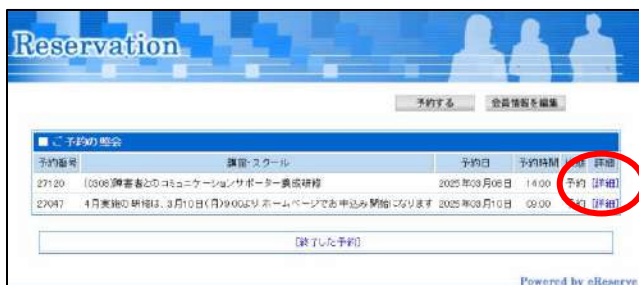 Reservation
予約する 会員情報を編集
■ ご予約の照会
予約番号 講習・スクール 予約日 予約時間 状態 詳細
27120 (0306)障害者とのコミュニケーションサポーター養成研修 2025年03月06日 14:00 予約 [詳細]
27047 4月実施の研修は、3月10日(月)9:00よりホームページでお申込み開始になります 2025年03月10日 09:00 予約 [詳細]
[終了した予約]
Powered by eReserve